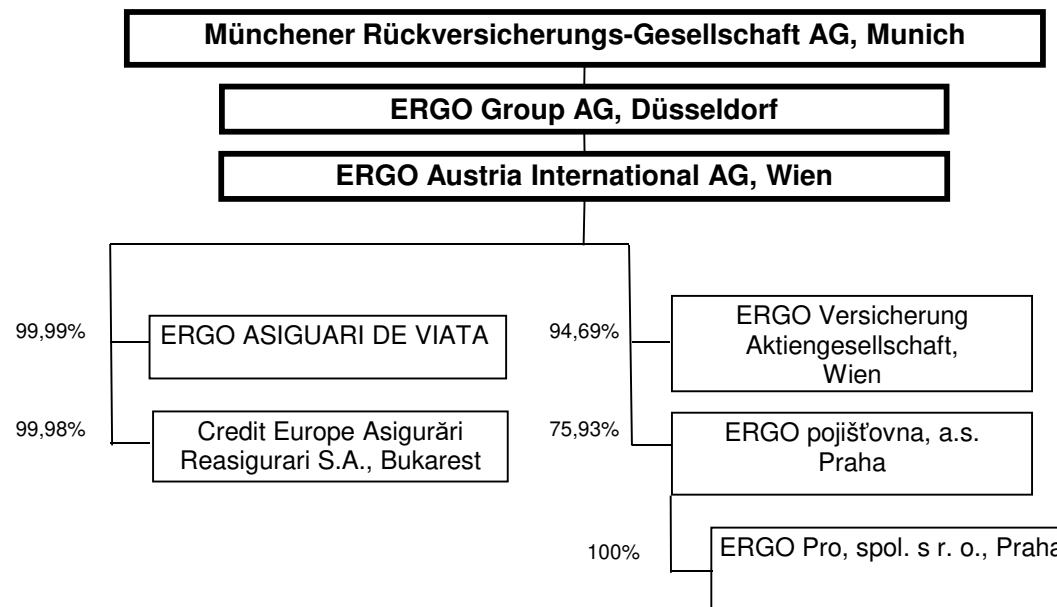 Münchener Rückversicherungs-Gesellschaft AG, Munich
ERGO Group AG, Düsseldorf
ERGO Austria International AG, Wien
99,99%
ERGO ASIGUARI DE VIATA
94,69%
ERGO Versicherung
Aktiengesellschaft,
Wien
99,98%
Credit Europe Asigurări
Reasigurari S.A., Bukarest
75,93%
ERGO pojišťovna, a.s.
Praha
100%
ERGO Pro, spol. s r. o., Praha